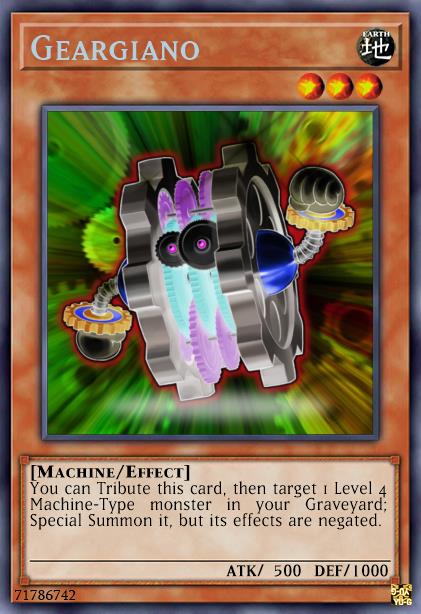 GEARGIANO
EARTH
地
[MACHINE/EFFECT]
You can Tribute this card, then target 1 Level 4
Machine-Type monster in your Graveyard;
Special Summon it, but its effects are negated.
ATK/ 500 DEF/1000
71786742